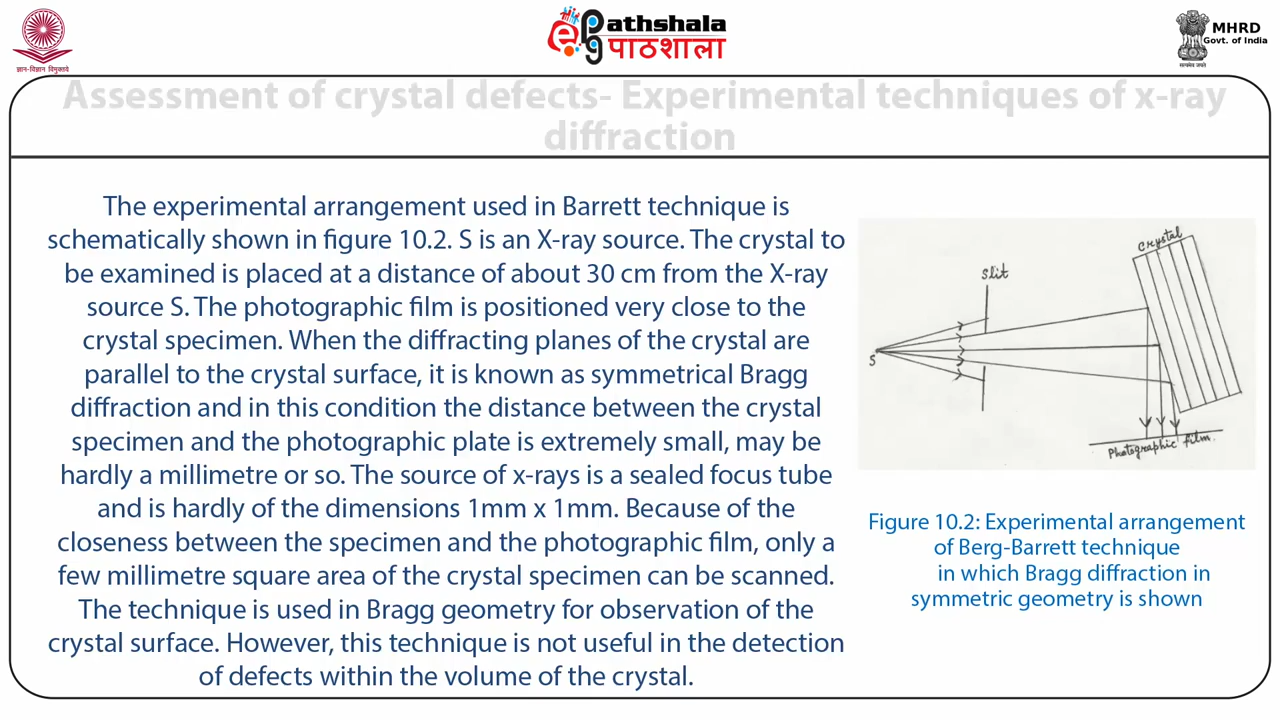 ePathshala
पाठशाला
MHRD
Govt. of India
ज्ञान-विज्ञान विमुक्तये
सत्यमेव जयते
Assessment of crystal defects- Experimental techniques of x-ray
diffraction
The experimental arrangement used in Barrett technique is
schematically shown in figure 10.2. S is an X-ray source. The crystal to
be examined is placed at a distance of about 30 cm from the X-ray
source S. The photographic film is positioned very close to the
crystal specimen. When the diffracting planes of the crystal are
parallel to the crystal surface, it is known as symmetrical Bragg
diffraction and in this condition the distance between the crystal
specimen and the photographic plate is extremely small, may be
hardly a millimetre or so. The source of x-rays is a sealed focus tube
and is hardly of the dimensions 1mm x 1mm. Because of the
closeness between the specimen and the photographic film, only a
few millimetre square area of the crystal specimen can be scanned.
The technique is used in Bragg geometry for observation of the
crystal surface. However, this technique is not useful in the detection
of defects within the volume of the crystal.
Crystal
Slit
S
Photographic film.
Figure 10.2: Experimental arrangement
of Berg-Barrett technique
in which Bragg diffraction in
symmetric geometry is shown